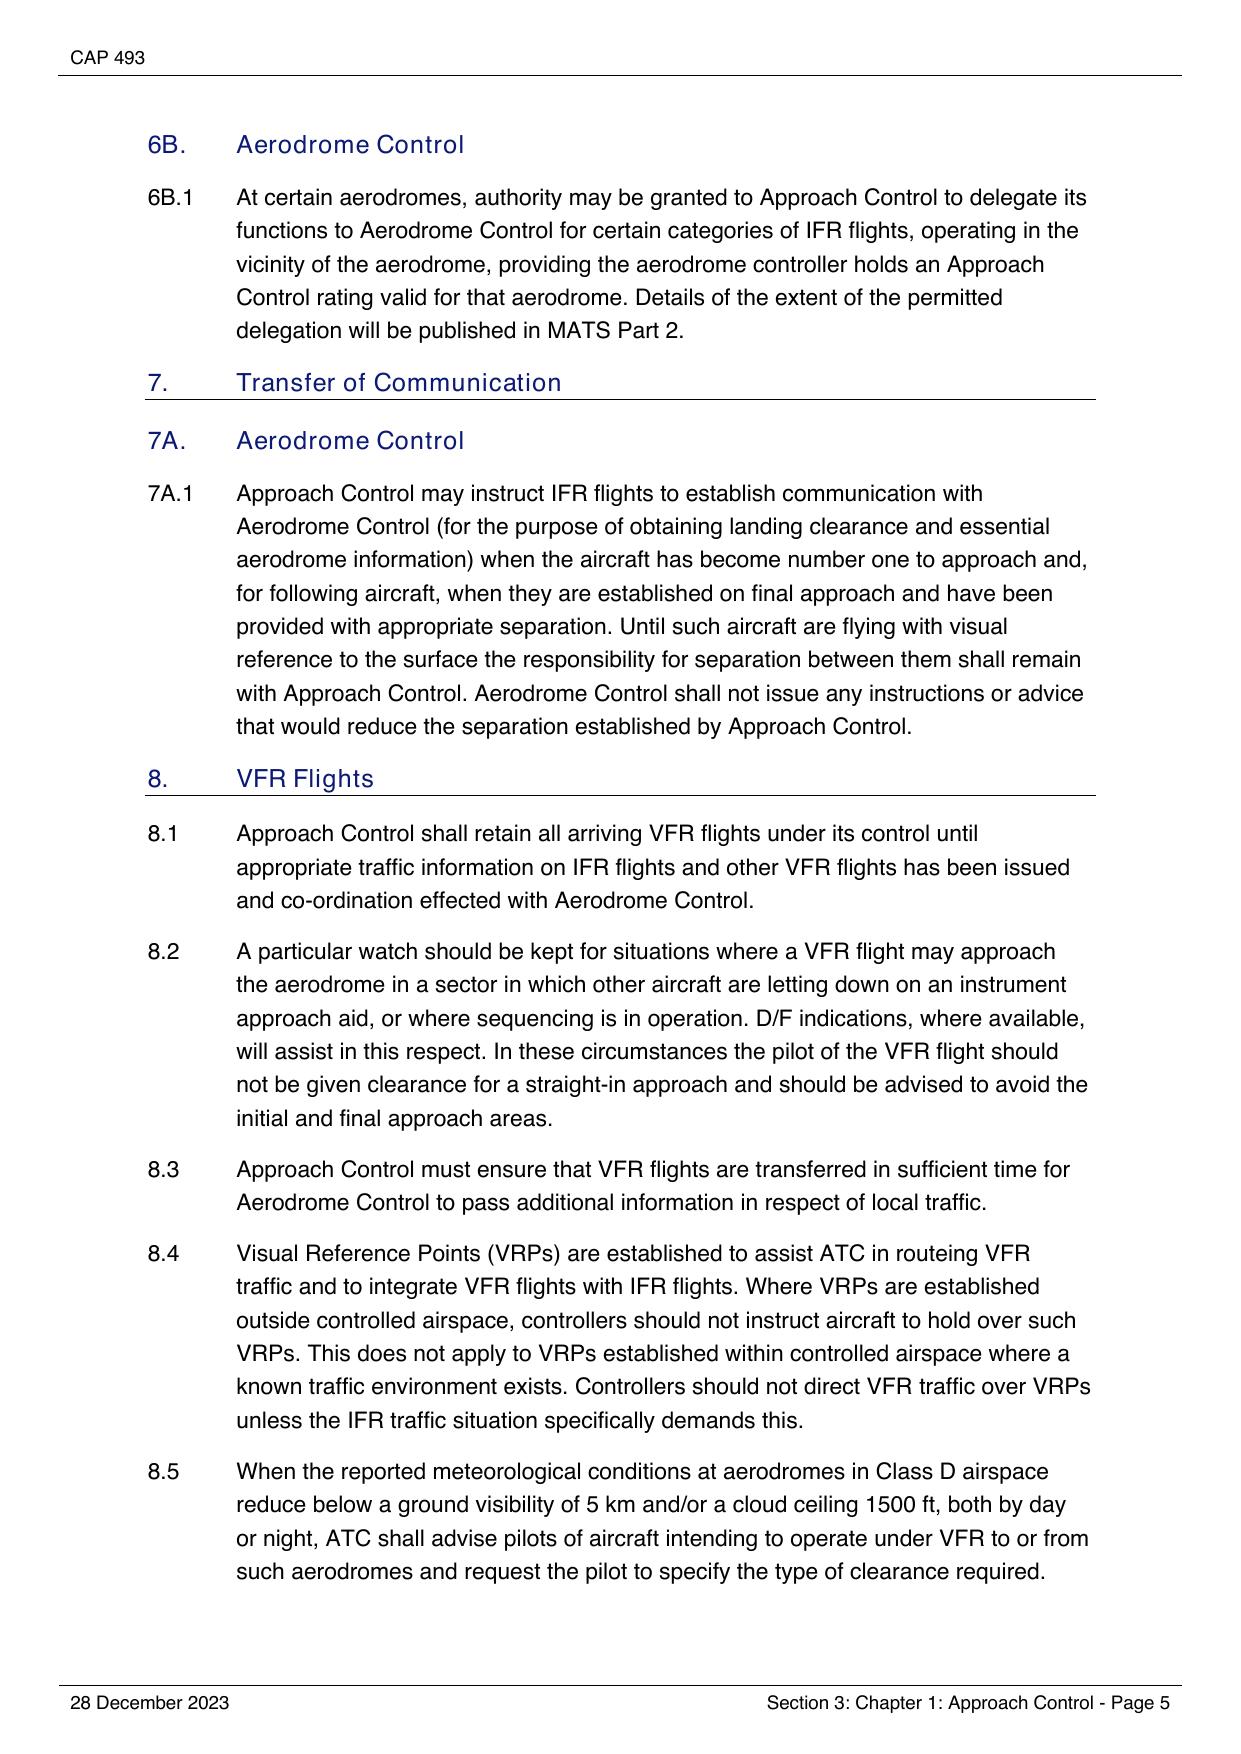 CAP 493
6B. Aerodrome Control
6B.1 At certain aerodromes, authority may be granted to Approach Control to delegate its
functions to Aerodrome Control for certain categories of IFR flights, operating in the
vicinity of the aerodrome, providing the aerodrome controller holds an Approach
Control rating valid for that aerodrome. Details of the extent of the permitted
delegation will be published in MATS Part 2.
7. Transfer of Communication
7A. Aerodrome Control
7A.1 Approach Control may instruct IFR flights to establish communication with
Aerodrome Control (for the purpose of obtaining landing clearance and essential
aerodrome information) when the aircraft has become number one to approach and,
for following aircraft, when they are established on final approach and have been
provided with appropriate separation. Until such aircraft are flying with visual
reference to the surface the responsibility for separation between them shall remain
with Approach Control. Aerodrome Control shall not issue any instructions or advice
that would reduce the separation established by Approach Control.
8. VFR Flights
8.1 Approach Control shall retain all arriving VFR flights under its control until
appropriate traffic information on IFR flights and other VFR flights has been issued
and co-ordination effected with Aerodrome Control.
8.2 A particular watch should be kept for situations where a VFR flight may approach
the aerodrome in a sector in which other aircraft are letting down on an instrument
approach aid, or where sequencing is in operation. D/F indications, where available,
will assist in this respect. In these circumstances the pilot of the VFR flight should
not be given clearance for a straight-in approach and should be advised to avoid the
initial and final approach areas.
8.3 Approach Control must ensure that VFR flights are transferred in sufficient time for
Aerodrome Control to pass additional information in respect of local traffic.
8.4 Visual Reference Points (VRPs) are established to assist ATC in routeing VFR
traffic and to integrate VFR flights with IFR flights. Where VRPs are established
outside controlled airspace, controllers should not instruct aircraft to hold over such
VRPs. This does not apply to VRPs established within controlled airspace where a
known traffic environment exists. Controllers should not direct VFR traffic over VRPs
unless the IFR traffic situation specifically demands this.
8.5 When the reported meteorological conditions at aerodromes in Class D airspace
reduce below a ground visibility of 5 km and/or a cloud ceiling 1500 ft, both by day
or night, ATC shall advise pilots of aircraft intending to operate under VFR to or from
such aerodromes and request the pilot to specify the type of clearance required.
28 December 2023 Section 3: Chapter 1: Approach Control - Page 5